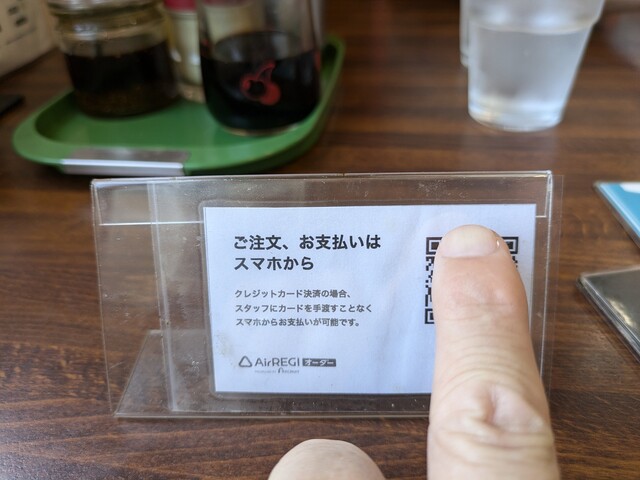 ご注文、お支払いは
スマホから
クレジットカード決済の場合、
スタッフにカードを手渡すことなく
スマホからお支払いが可能です。
AirREGI オーダー